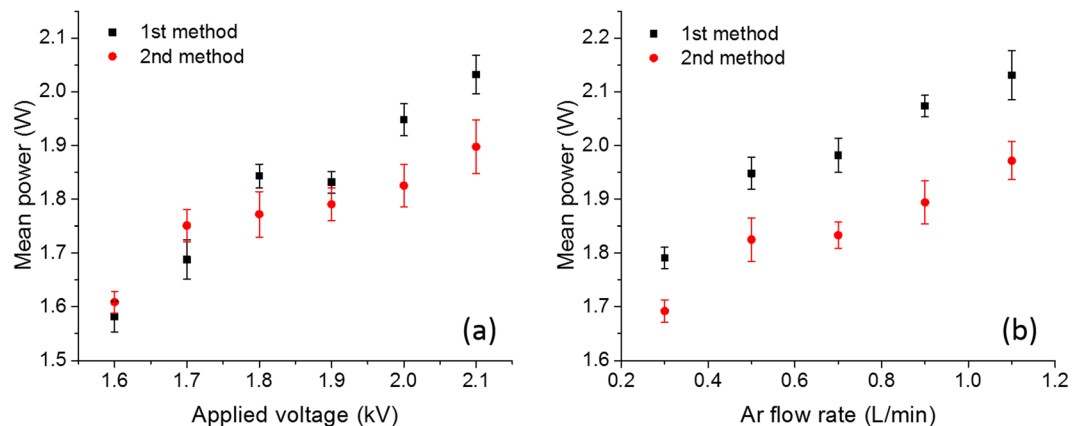 2.1
2.0
1.9
1.8
1.7
1.6
1.5
Mean power (W)
1st method
2nd method
(a)
1.6 1.7 1.8 1.9 2.0 2.1
Applied voltage (kV)
2.2
2.1
2.0
1.9
1.8
1.7
1.6
Mean power (W)
1st method
2nd method
(b)
0.2 0.4 0.6 0.8 1.0 1.2
Ar flow rate (L/min)